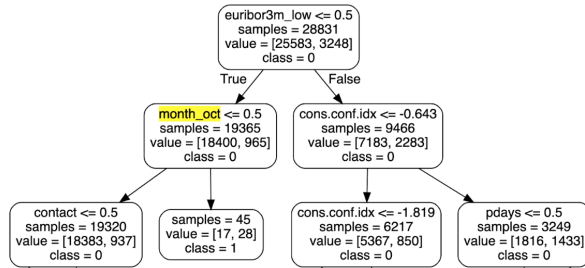 euribor3m_low <= 0.5
samples = 28831
value = [25583, 3248]
class = 0
True
False
month_oct <= 0.5
samples = 19365
value = [18400, 965]
class = 0
cons.conf.idx <= -0.643
samples = 9466
value = [7183, 2283]
class = 0
contact <= 0.5
samples = 19320
value = [18383, 937]
class = 0
samples = 45
value = [17, 28]
class = 1
cons.conf.idx <= -1.819
samples = 6217
value = [5367, 850]
class = 0
pdays <= 0.5
samples = 3249
value = [1816, 1433]
class = 0